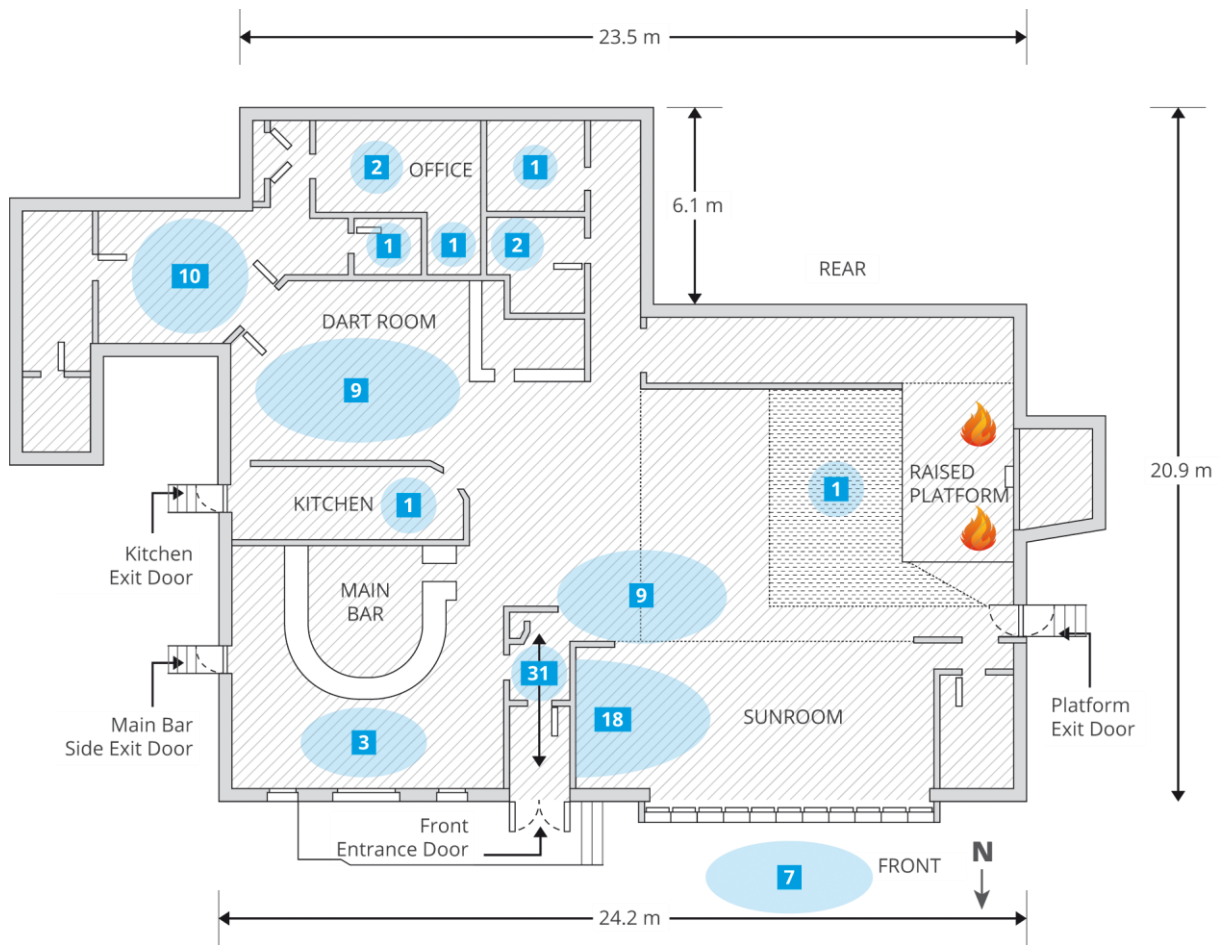 23.5 m
2
OFFICE
1
6.1 m
1
1
2
10
REAR
DART ROOM
9
RAISED
PLATFORM
1
20.9 m
KITCHEN
1
Kitchen
Exit Door
MAIN
BAR
9
31
18
SUNROOM
Platform
Exit Door
Main Bar
Side Exit Door
3
Front
Entrance Door
7
FRONT
N
24.2 m